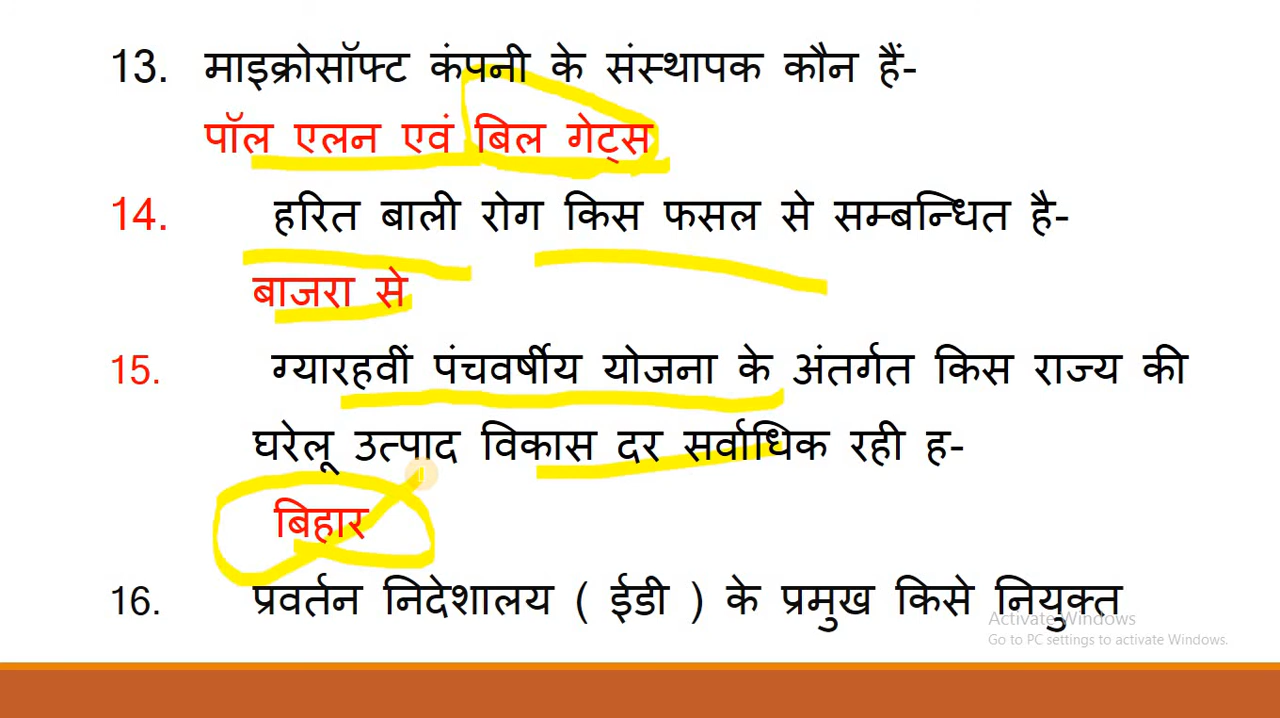 13. माइक्रोसॉफ्ट कंपनी के संस्थापक कौन हैं-
पॉल एलन एवं बिल गेट्स
14. हरित बाली रोग किस फसल से सम्बन्धित है-
बाजरा से
15. ग्यारहवीं पंचवर्षीय योजना के अंतर्गत किस राज्य की
घरेलू उत्पाद विकास दर सर्वाधिक रही ह-
बिहार
16. प्रवर्तन निदेशालय ( ईडी ) के प्रमुख किसे नियुक्त
Activate Windows
Go to PC settings to activate Windows.